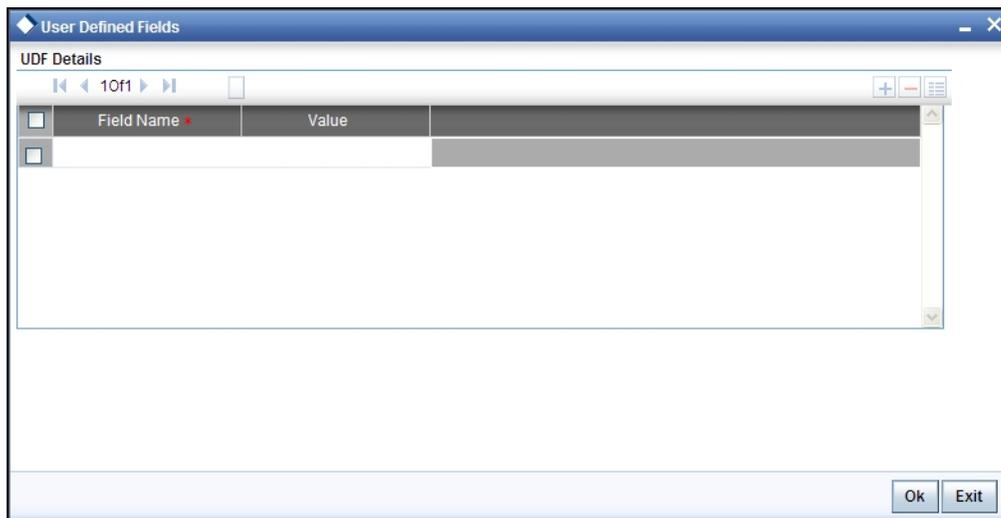 User Defined Fields
UDF Details
1Of1
Field Name * Value
Ok Exit